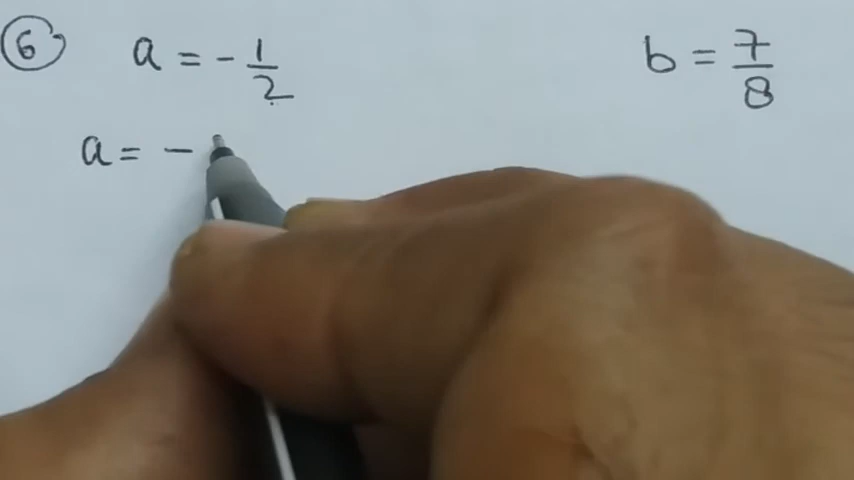 ⑥ a = -1/2 b = 7/8
a = -